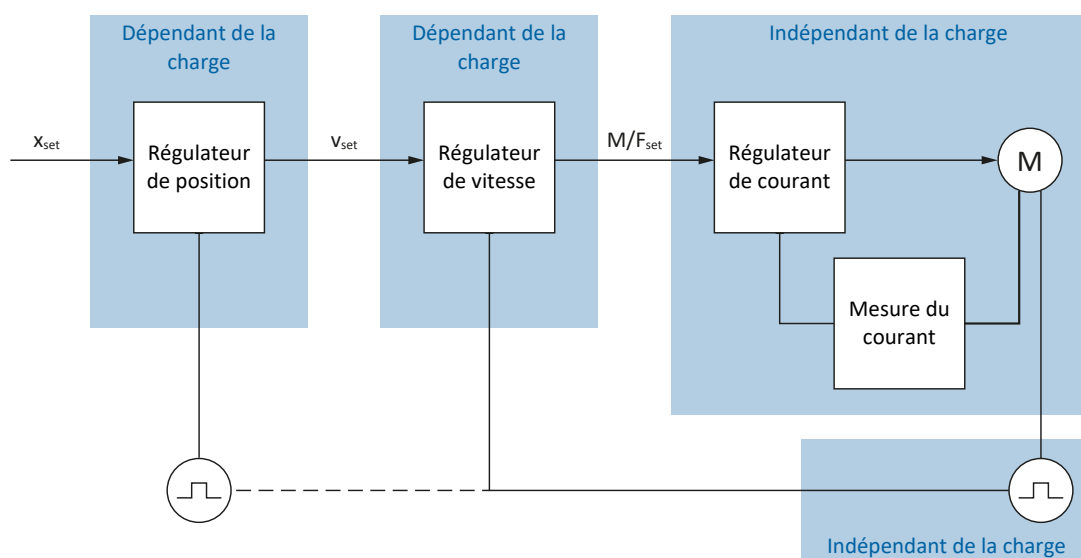 Dépendant de la
charge
Dépendant de la
charge
Indépendant de la charge
xset
Régulateur
de position
vset
Régulateur
de vitesse
M/Fset
Régulateur
de courant
M
Mesure du
courant
Indépendant de la charge